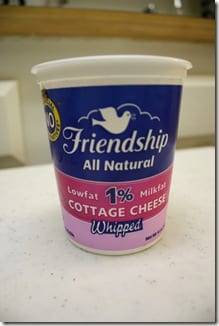 Friendship
All Natural
Lowfat 1% Milkfat
COTTAGE CHEESE
Whipped